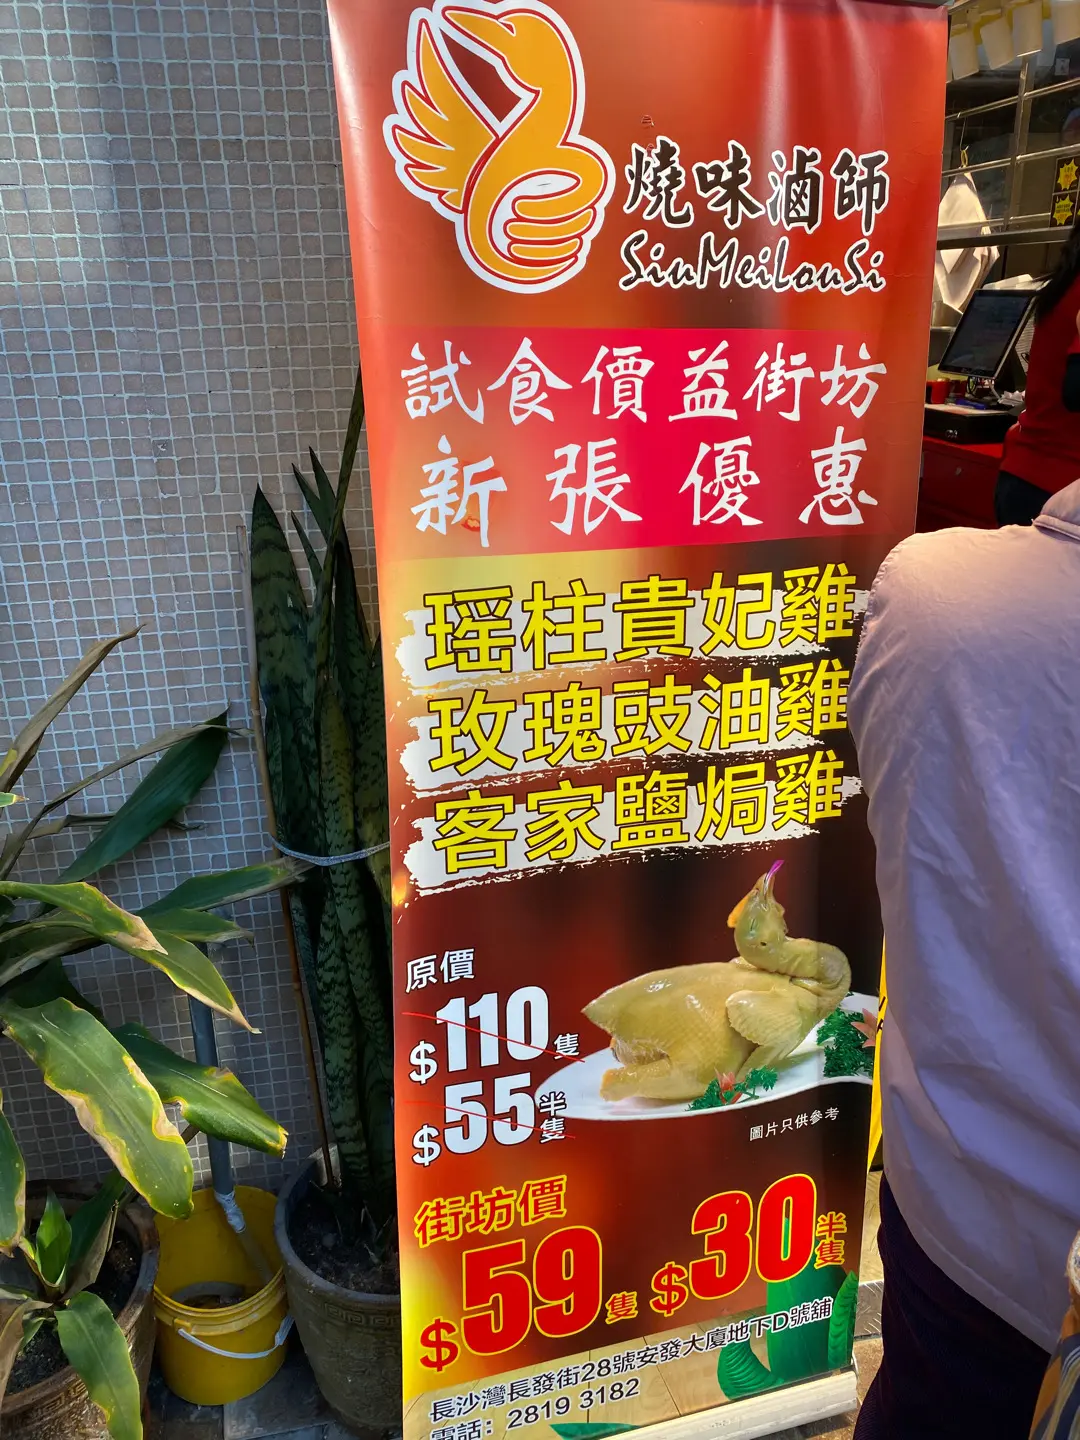 燒味滷師
SiuMeiLouSi
試食價益街坊
新張優惠
瑶柱貴妃雞
玫瑰豉油雞
客家鹽焗雞
原價
$110隻
$55半隻
圖片只供參考
街坊價
$59隻 $30半隻
長沙灣長發街28號安發大廈地下D號舖
電話：2819 3182